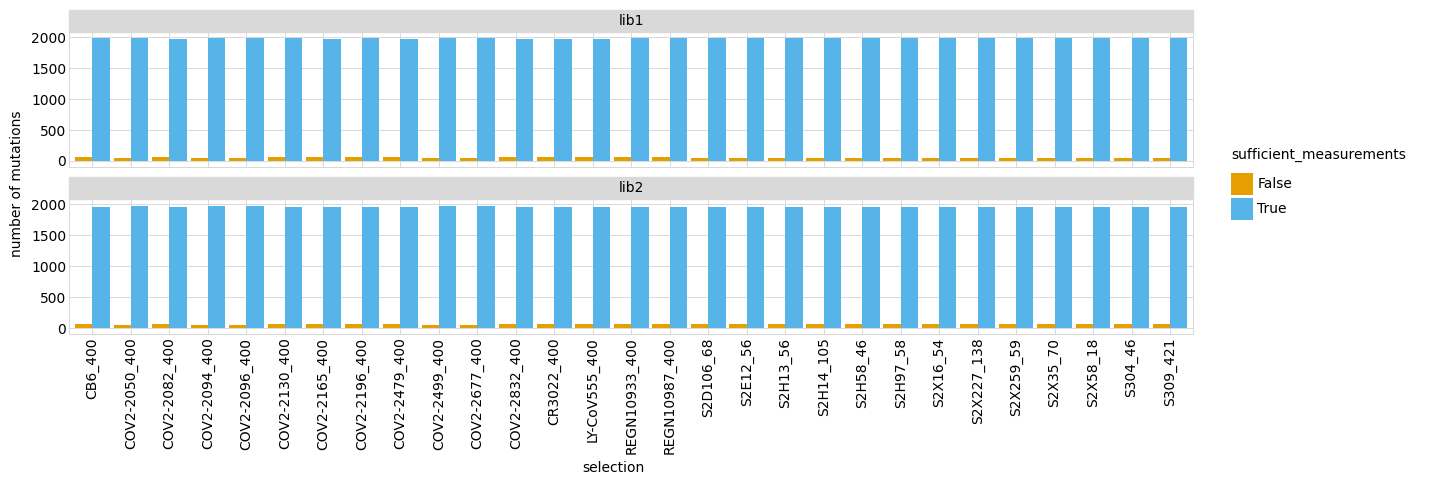 lib1
2000
1500
1000
500
0
lib2
2000
1500
1000
500
0
number of mutations
CB6_400
COV2-2050_400
COV2-2082_400
COV2-2094_400
COV2-2096_400
COV2-2130_400
COV2-2165_400
COV2-2196_400
COV2-2479_400
COV2-2499_400
COV2-2677_400
COV2-2832_400
CR3022_400
LY-CoV555_400
REGN10933_400
REGN10987_400
S2D106_68
S2E12_56
S2H13_56
S2H14_105
S2H58_46
S2H97_58
S2X16_54
S2X227_138
S2X259_59
S2X35_70
S2X58_18
S304_46
S309_421
selection
sufficient_measurements
False
True